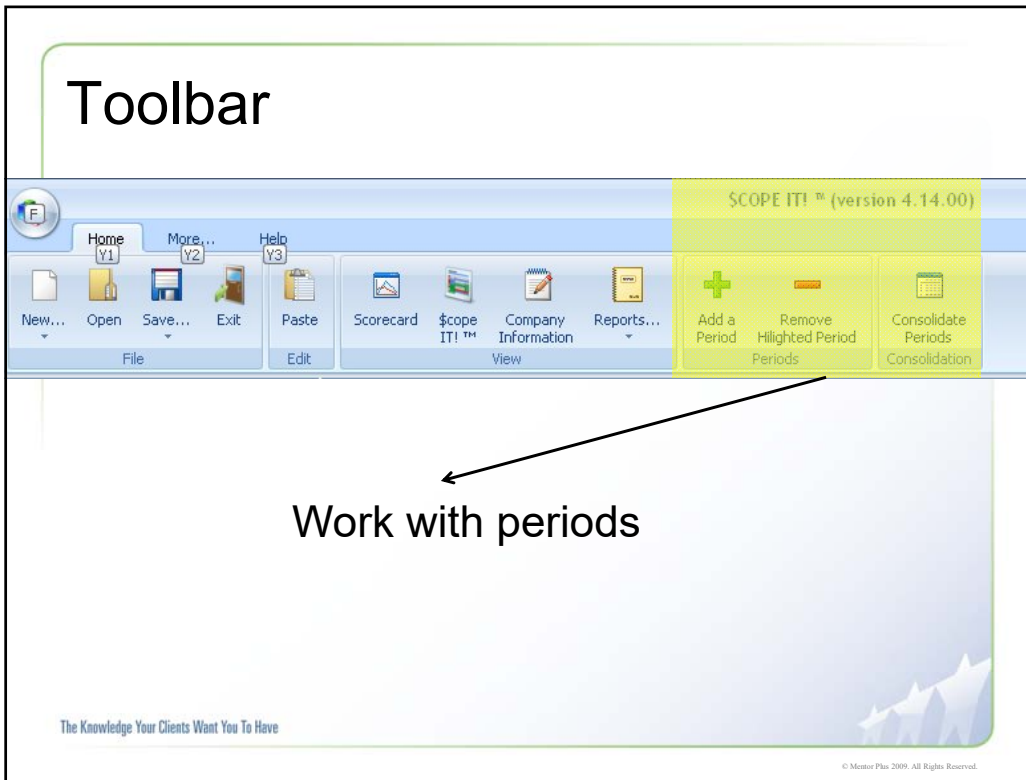 Toolbar
$COPE IT! ™ (version 4.14.00)
F
Home More... Help
Y1 Y2 Y3
New... Open Save... Exit Paste Scorecard $cope IT! ™ Company Information Reports... Add a Period Remove Hilighted Period Consolidate Periods
File Edit View Periods Consolidation
Work with periods
The Knowledge Your Clients Want You To Have
© Mentor Plus 2009. All Rights Reserved.